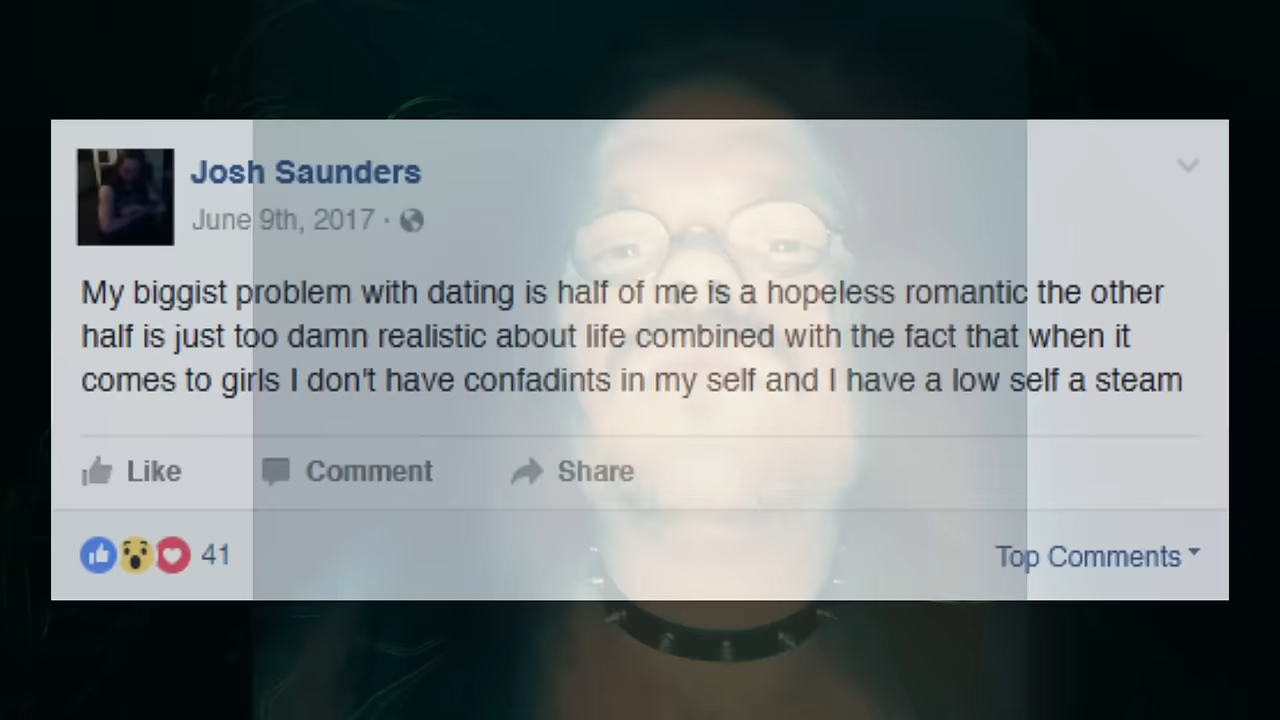 Josh Saunders
June 9th, 2017 ·
My biggist problem with dating is half of me is a hopeless romantic the other
half is just too damn realistic about life combined with the fact that when it
comes to girls I don't have confadints in my self and I have a low self a steam
Like Comment Share
41 Top Comments